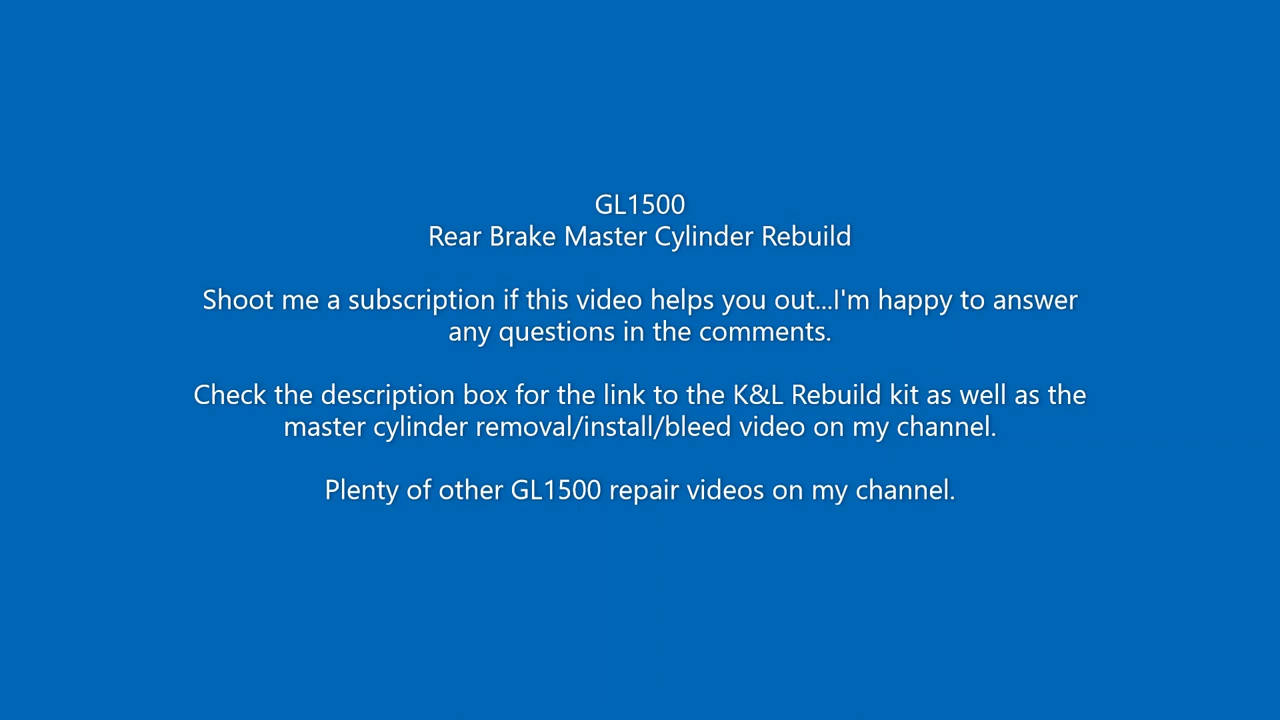 GL1500
Rear Brake Master Cylinder Rebuild
Shoot me a subscription if this video helps you out...I'm happy to answer
any questions in the comments.
Check the description box for the link to the K&L Rebuild kit as well as the
master cylinder removal/install/bleed video on my channel.
Plenty of other GL1500 repair videos on my channel.